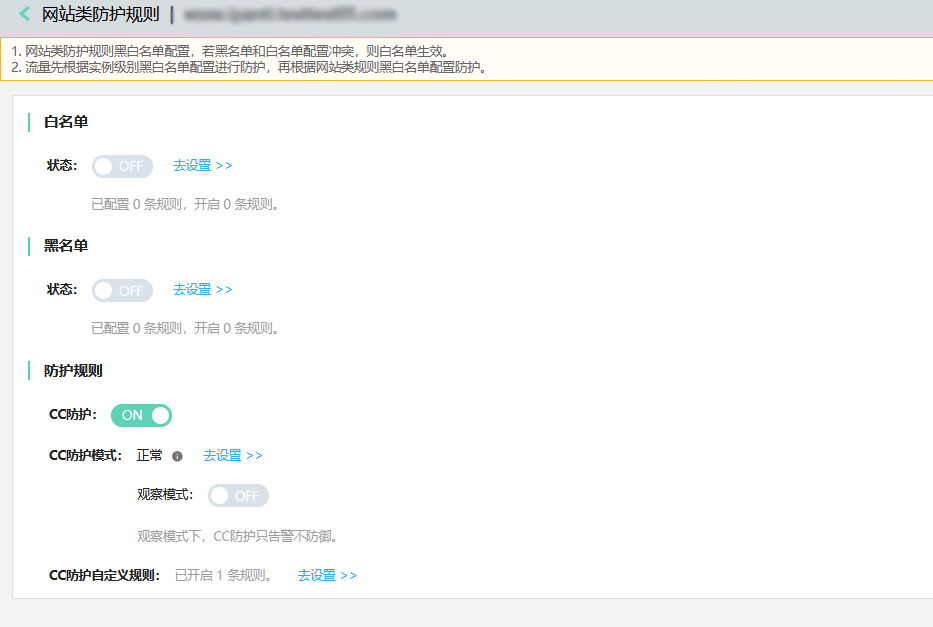 网站类防护规则 |
1. 网站类防护规则黑白名单配置，若黑名单和白名单配置冲突，则白名单生效。
2. 流量先根据实例级别黑白名单配置进行防护，再根据网站类规则黑白名单配置防护。
白名单
状态： OFF 去设置 >>
已配置 0 条规则，开启 0 条规则。
黑名单
状态： OFF 去设置 >>
已配置 0 条规则，开启 0 条规则。
防护规则
CC防护： ON
CC防护模式： 正常 去设置 >>
观察模式： OFF
观察模式下，CC防护只告警不防御。
CC防护自定义规则： 已开启 1 条规则。 去设置 >>